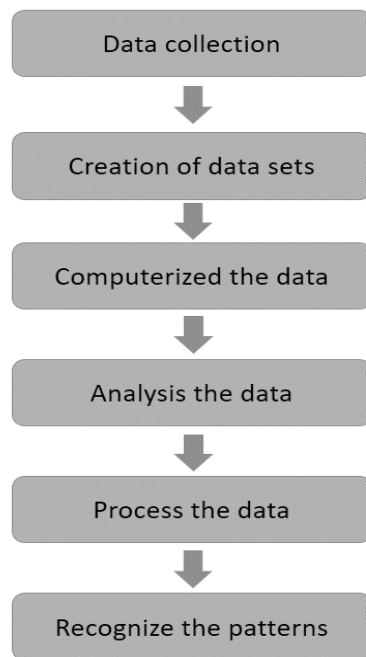 Data collection
Creation of data sets
Computerized the data
Analysis the data
Process the data
Recognize the patterns